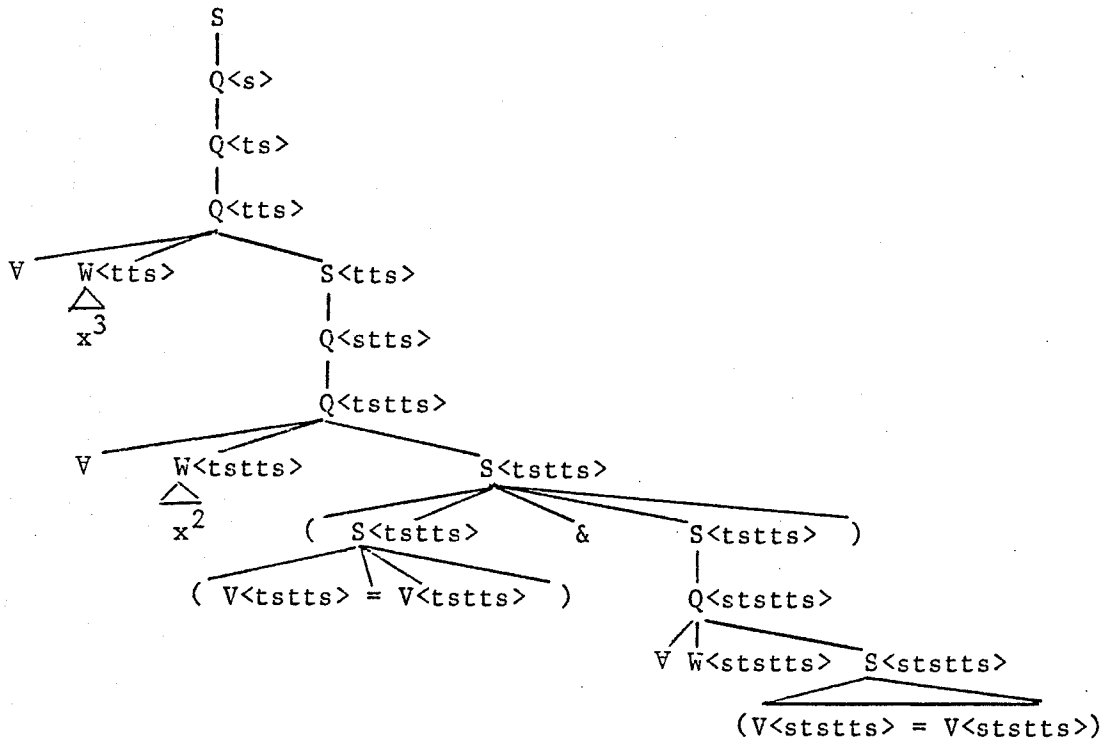 S
Q<s>
Q<ts>
Q<tts>
∀ W<tts> S<tts>
x³ Q<stts>
Q<tstts>
∀ W<tstts> S<tstts>
x² ( S<tstts> & S<tstts> )
( V<tstts> = V<tstts> ) Q<ststts>
∀ W<ststts> S<ststts>
(V<ststts> = V<ststts>)